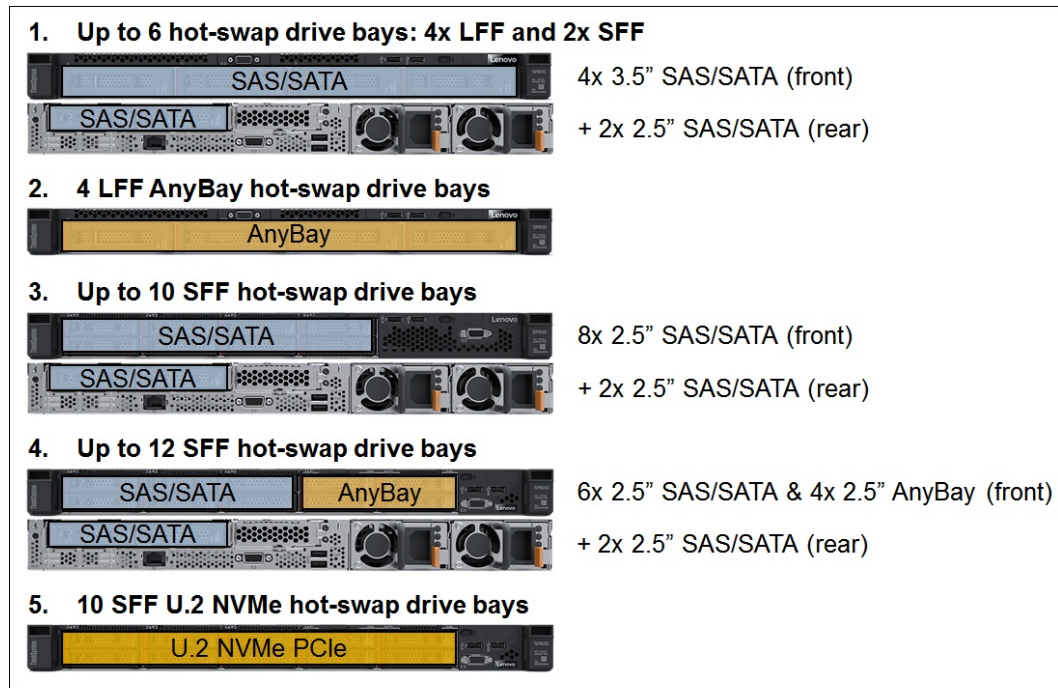 1. Up to 6 hot-swap drive bays: 4x LFF and 2x SFF
Lenovo
SAS/SATA
4x 3.5” SAS/SATA (front)
SAS/SATA
+ 2x 2.5” SAS/SATA (rear)
2. 4 LFF AnyBay hot-swap drive bays
Lenovo
AnyBay
3. Up to 10 SFF hot-swap drive bays
Lenovo
SAS/SATA
8x 2.5” SAS/SATA (front)
SAS/SATA
+ 2x 2.5” SAS/SATA (rear)
4. Up to 12 SFF hot-swap drive bays
SAS/SATA AnyBay
Lenovo
6x 2.5” SAS/SATA & 4x 2.5” AnyBay (front)
SAS/SATA
+ 2x 2.5” SAS/SATA (rear)
5. 10 SFF U.2 NVMe hot-swap drive bays
U.2 NVMe PCIe
Lenovo